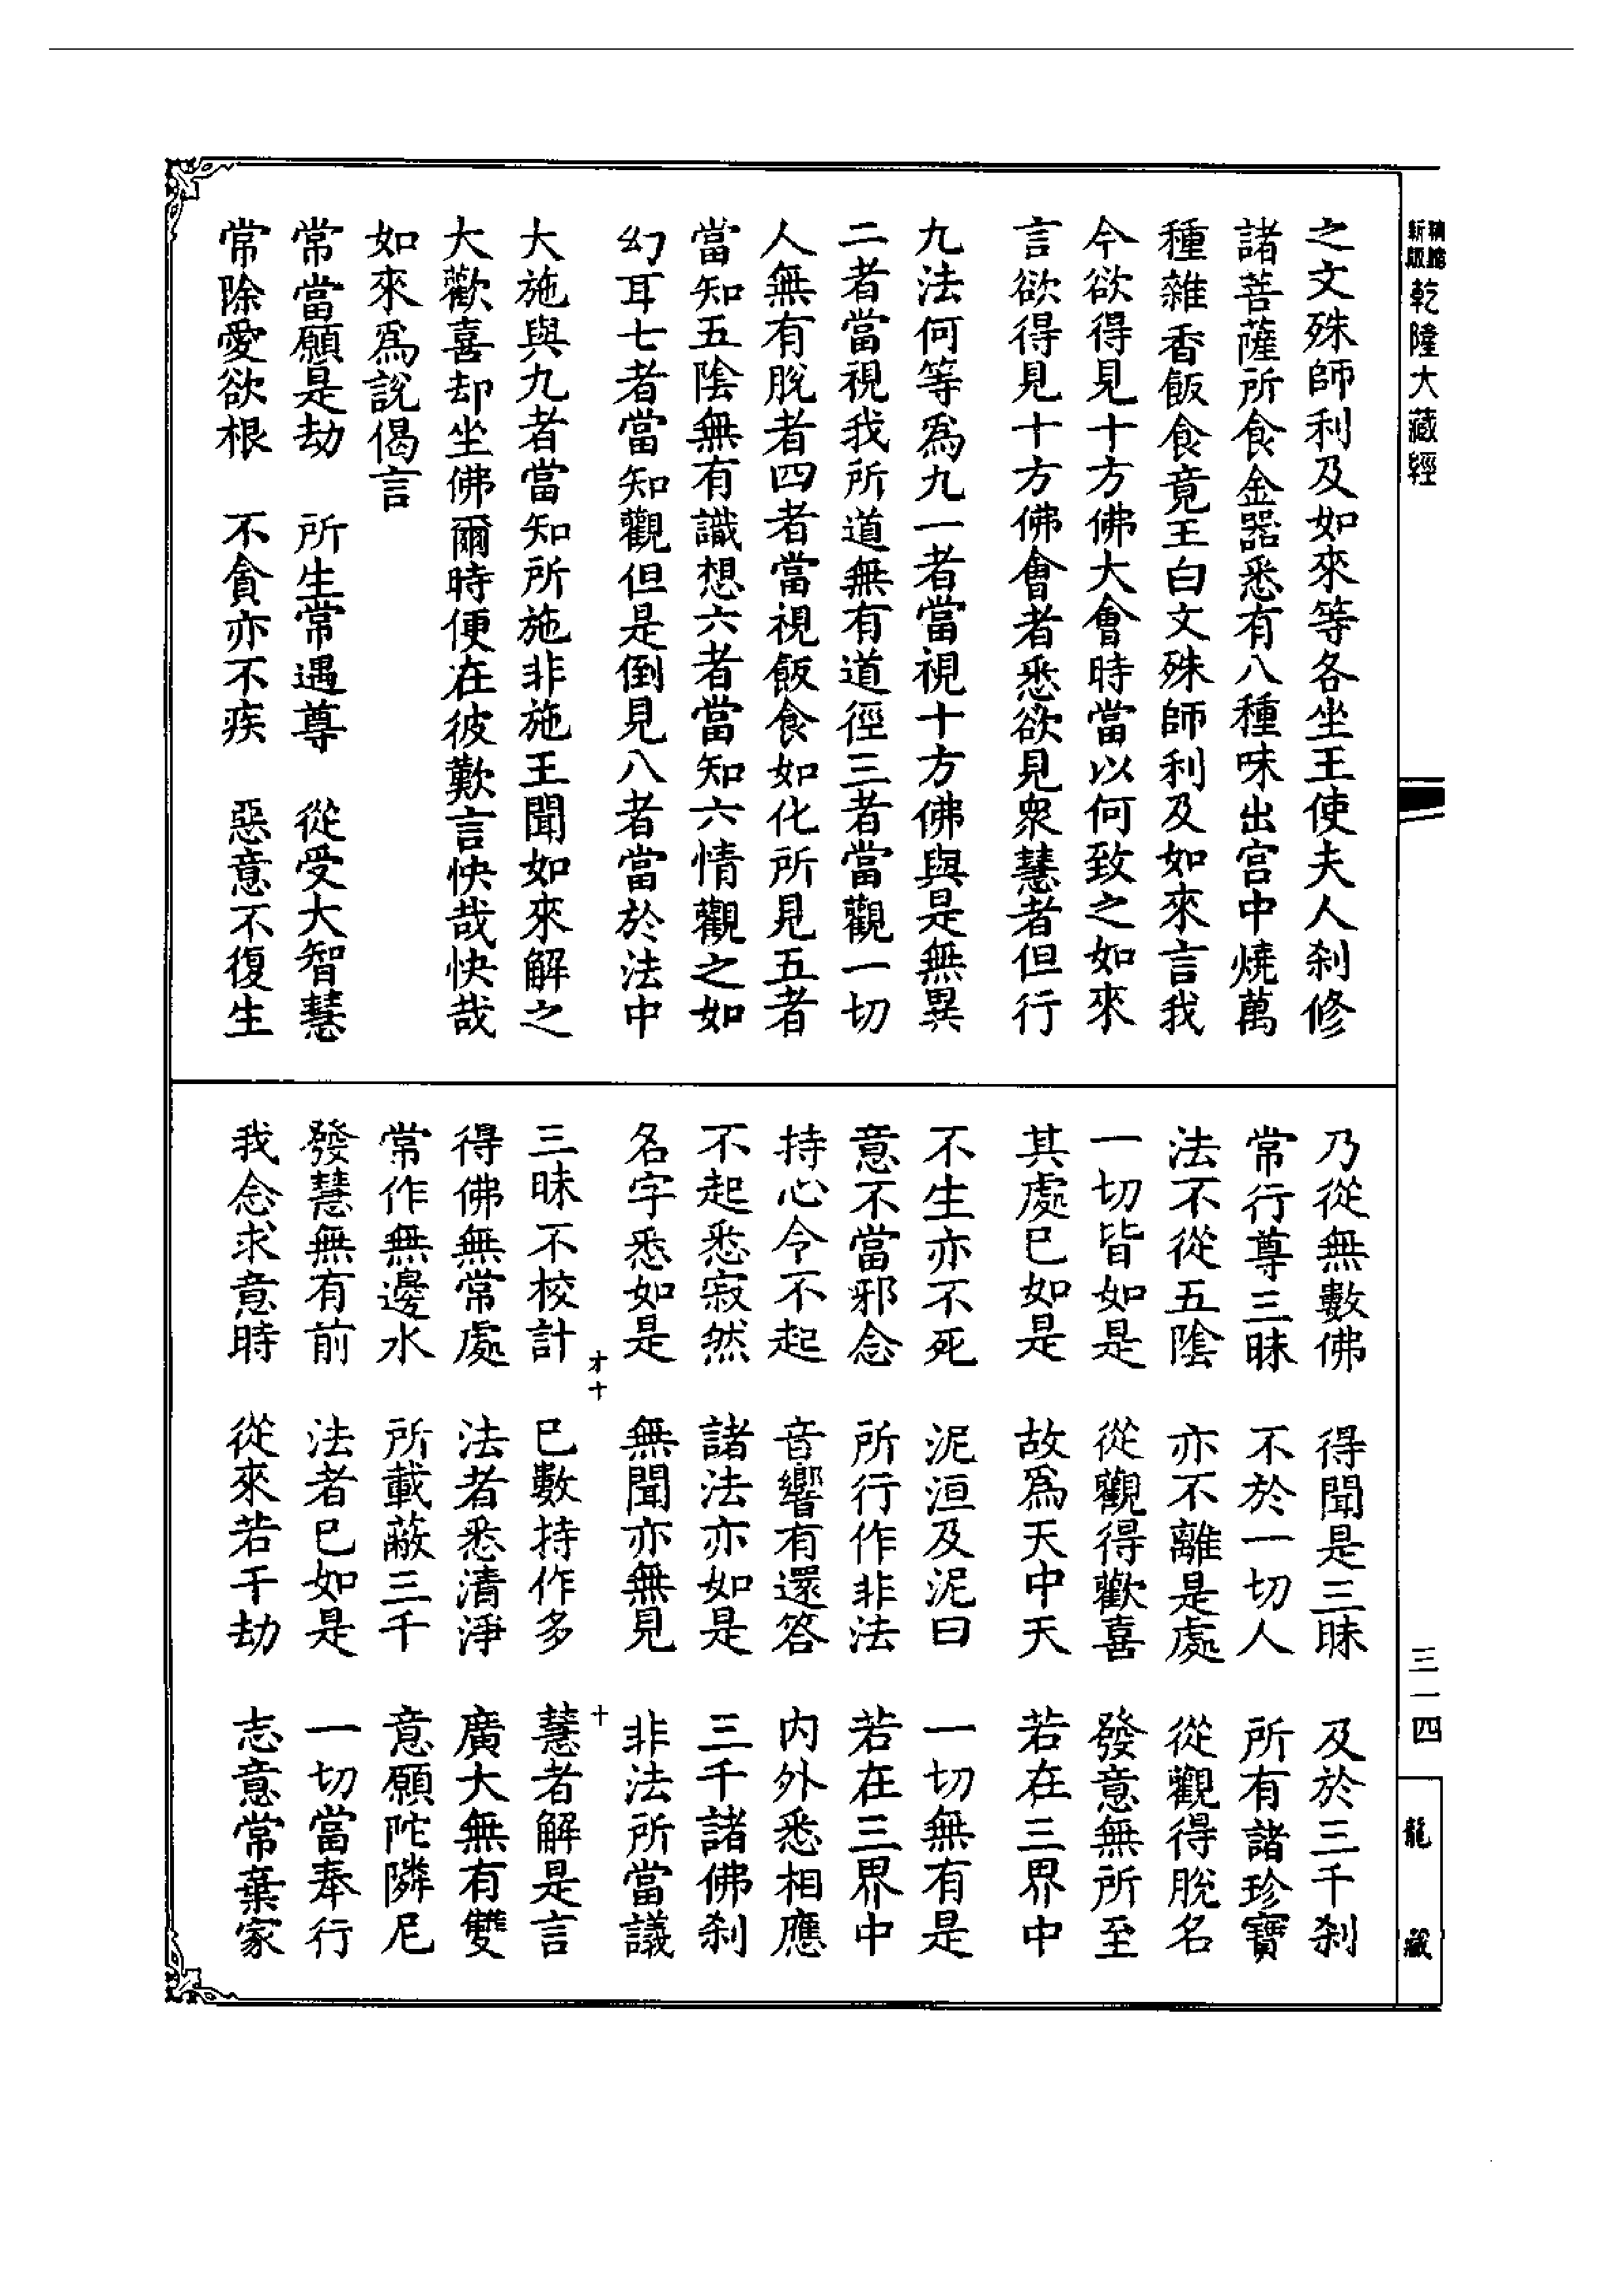 乾隆大藏經
之文殊師利及如來等各坐王使夫人刹修
諸菩薩所食金器悉有八種味出宮中燒萬
種雜香飯食竟王白文殊師利及如來言我
今欲得見十方佛大會時當以何致之如來
言欲得見十方佛會者悉欲見衆慧者但行
九法何等爲九一者當視十方佛與是無異
二者當視我所道無有道徑三者當觀一切
人無有脫者四者當視飯食如化所見五者
當知五陰無有識想六者當知六情觀之如
幻耳七者當知觀但是倒見八者當於法中
大施與九者當知所施非施王聞如來解之
大歡喜却坐佛爾時便在彼歎言快哉快哉
如來爲說偈言
常當願是劫　所生常遇尊　從受大智慧
常除愛欲根　不貪亦不疾　惡意不復生
乃從無數佛　得聞是三昧　及於三千刹
常行尊三昧　不於一切人　所有諸珍寶
法不從五陰　亦不離是處　從觀得脫名
一切皆如是　從觀得歡喜　發意無所至
其處已如是　故爲天中天　若在三界中
不生亦不死　泥洹及泥曰　一切無有是
意不當邪念　所行作非法　若在三界中
持心令不起　音響有還答　内外悉相應
不起悉寂然　諸法亦如是　三千諸佛刹
名字悉如是　無聞亦無見　非法所當議
三昧不校計　已數持作多　慧者解是言
得佛無常處　法者悉清淨　廣大無有雙
常作無邊水　所載蔽三千　意願陀隣尼
發慧無有前　法者已如是　一切當奉行
我念求意時　從來若干劫　志意常棄家
三一四
龍藏